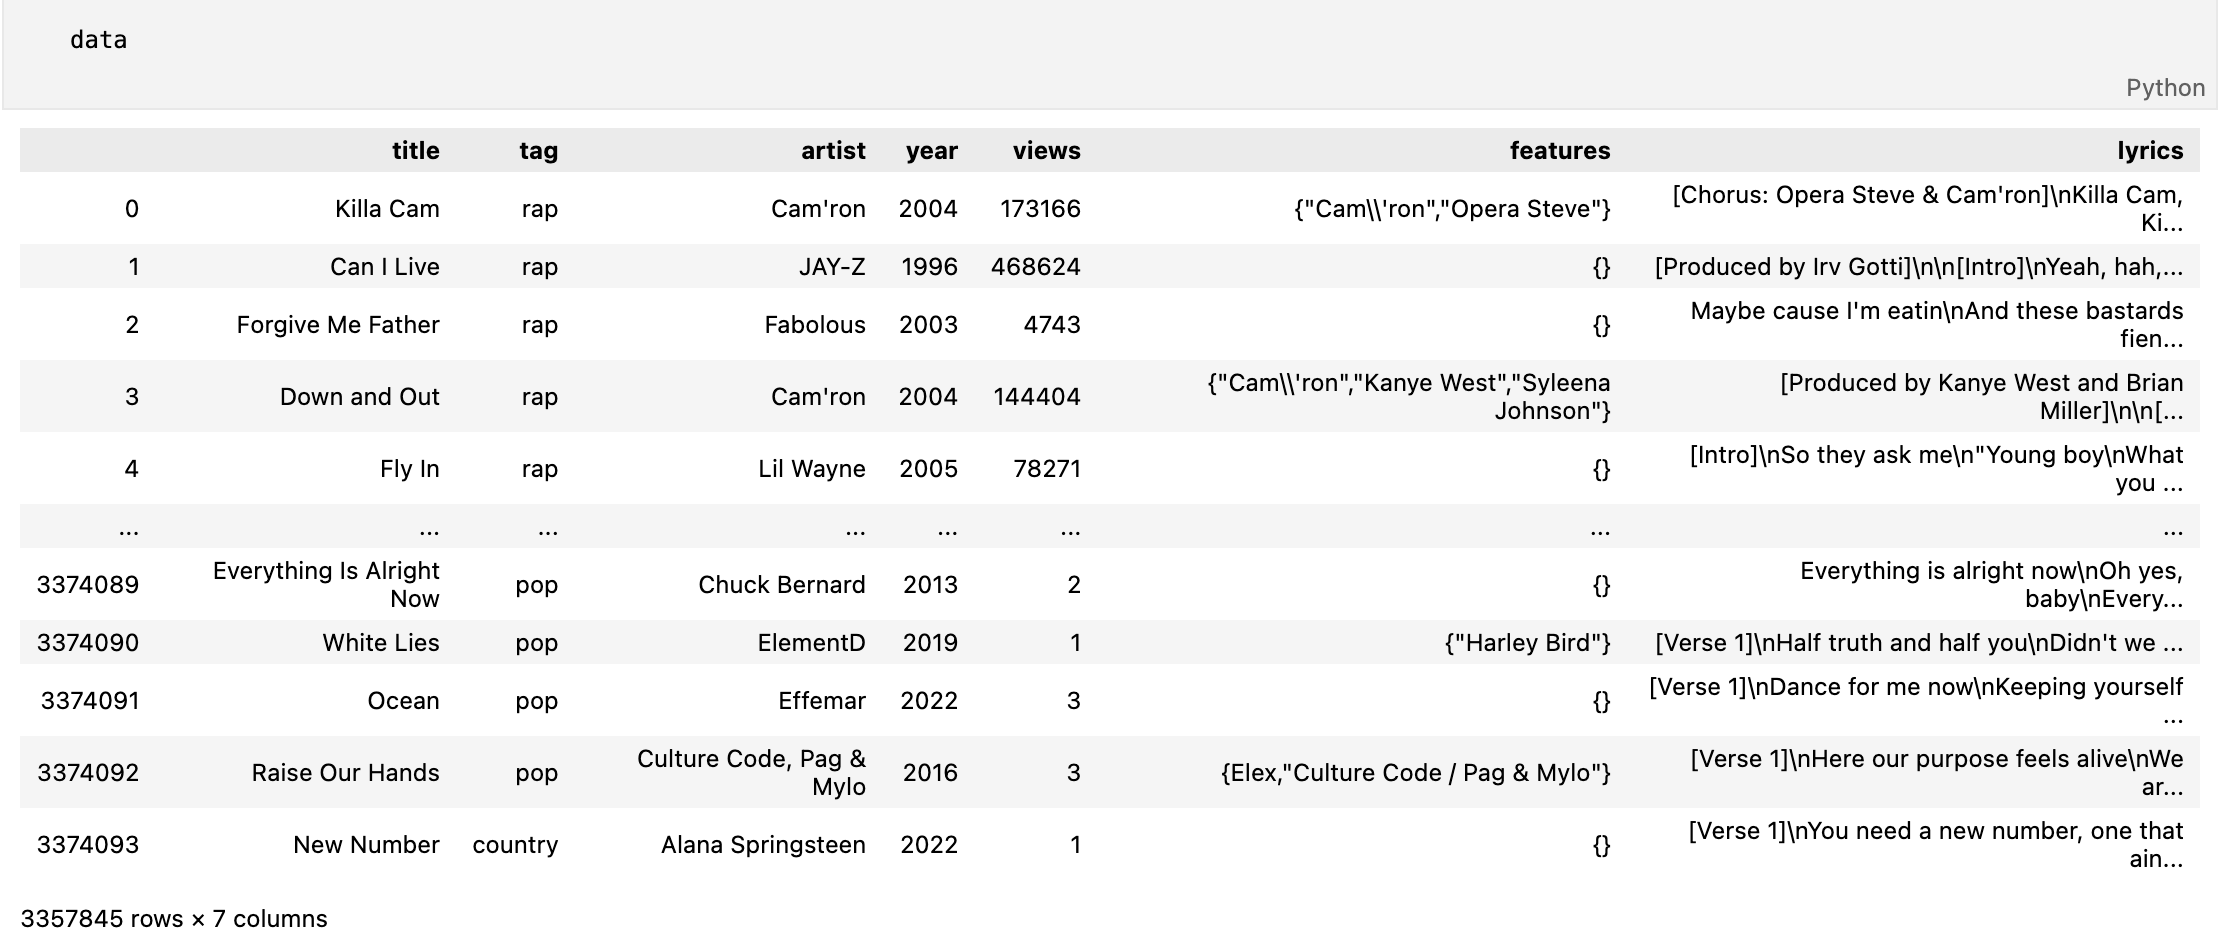 data
Python
title tag artist year views features lyrics
0 Killa Cam rap Cam'ron 2004 173166 {"Cam\\'ron","Opera Steve"} [Chorus: Opera Steve & Cam'ron]\nKilla Cam,
Ki...
1 Can I Live rap JAY-Z 1996 468624 {} [Produced by Irv Gotti]\n\n[Intro]\nYeah, hah,...
2 Forgive Me Father rap Fabolous 2003 4743 {} Maybe cause I'm eatin\nAnd these bastards
fien...
3 Down and Out rap Cam'ron 2004 144404 {"Cam\\'ron","Kanye West","Syleena
Johnson"} [Produced by Kanye West and Brian
Miller]\n\n[...
4 Fly In rap Lil Wayne 2005 78271 {} [Intro]\nSo they ask me\n"Young boy\nWhat
you ...
... ... ... ... ... ... ... ...
3374089 Everything Is Alright
Now pop Chuck Bernard 2013 2 {} Everything is alright now\nOh yes,
baby\nEvery...
3374090 White Lies pop ElementD 2019 1 {"Harley Bird"} [Verse 1]\nHalf truth and half you\nDidn't we ...
3374091 Ocean pop Effemar 2022 3 {} [Verse 1]\nDance for me now\nKeeping yourself
...
3374092 Raise Our Hands pop Culture Code, Pag &
Mylo 2016 3 {Elex,"Culture Code / Pag & Mylo"} [Verse 1]\nHere our purpose feels alive\nWe
ar...
3374093 New Number country Alana Springsteen 2022 1 {} [Verse 1]\nYou need a new number, one that
ain...
3357845 rows × 7 columns